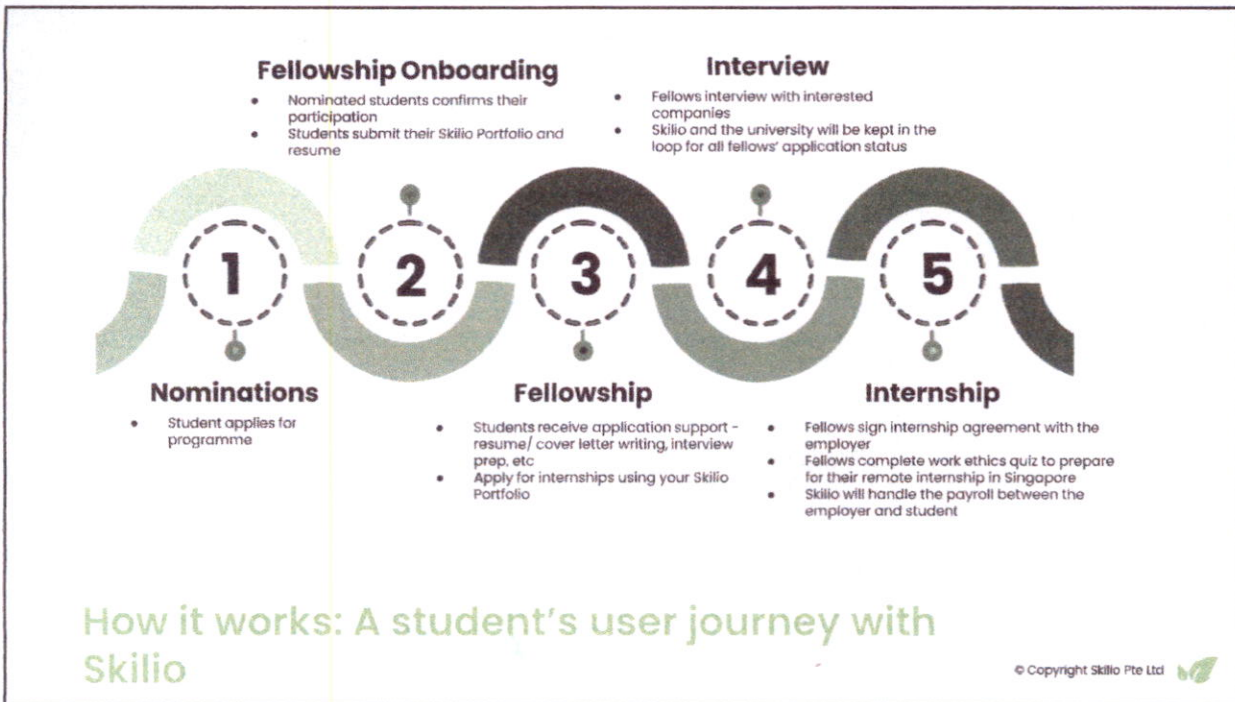 Fellowship Onboarding
• Nominated students confirms their
participation
• Students submit their Skilio Portfolio and
resume
Interview
• Fellows interview with interested
companies
• Skilio and the university will be kept in the
loop for all fellows' application status
1
2
3
4
5
Nominations
• Student applies for
programme
Fellowship
• Students receive application support -
resume/ cover letter writing, interview
prep, etc
• Apply for internships using your Skilio
Portfolio
Internship
• Fellows sign internship agreement with the
employer
• Fellows complete work ethics quiz to prepare
for their remote internship in Singapore
• Skilio will handle the payroll between the
employer and student
How it works: A student's user journey with
Skilio
© Copyright Skilio Pte Ltd